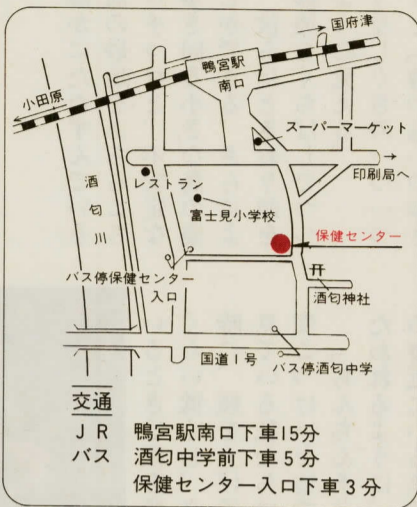 国府津
鴨宮駅
南口
小田原
スーパーマーケット
印刷局へ
レストラン
酒匂川
富士見小学校
保健センター
バス停保健センター
入口
酒匂神社
国道1号
バス停酒匂中学
交通
JR 鴨宮駅南口下車15分
バス 酒匂中学前下車5分
保健センター入口下車3分